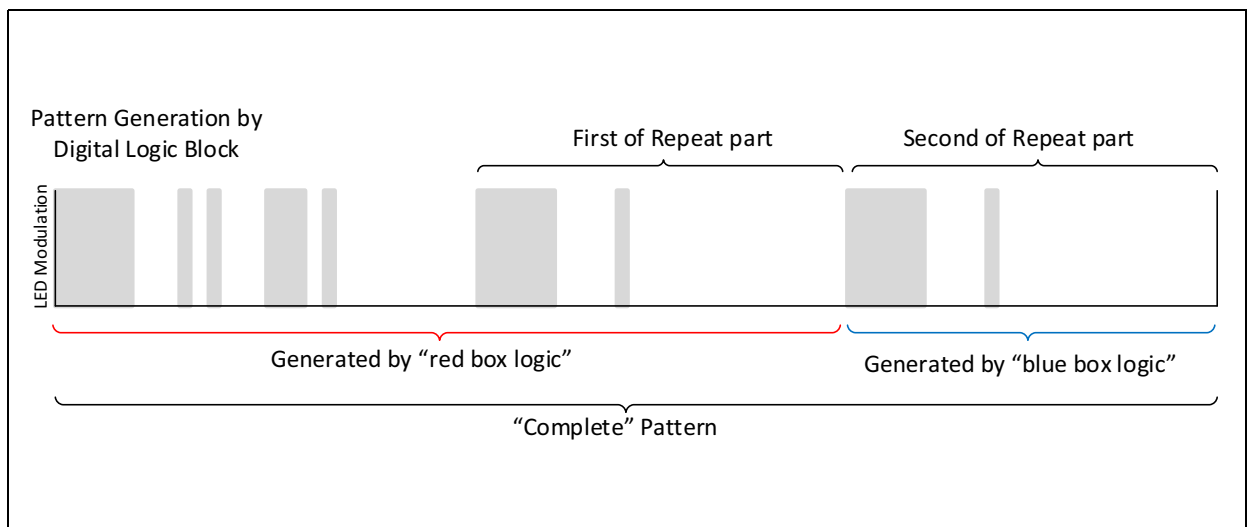 Pattern Generation by
Digital Logic Block
First of Repeat part
Second of Repeat part
LED Modulation
Generated by “red box logic”
Generated by “blue box logic”
“Complete” Pattern